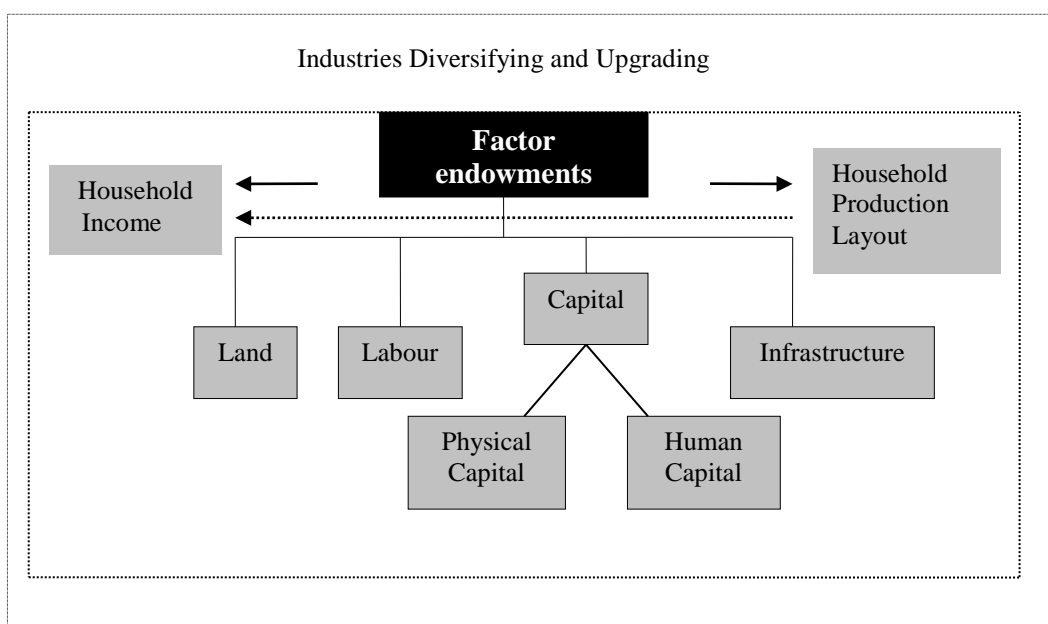 Industries Diversifying and Upgrading
Factor
endowments
Household
Income
Household
Production
Layout
Capital
Land
Labour
Infrastructure
Physical
Capital
Human
Capital